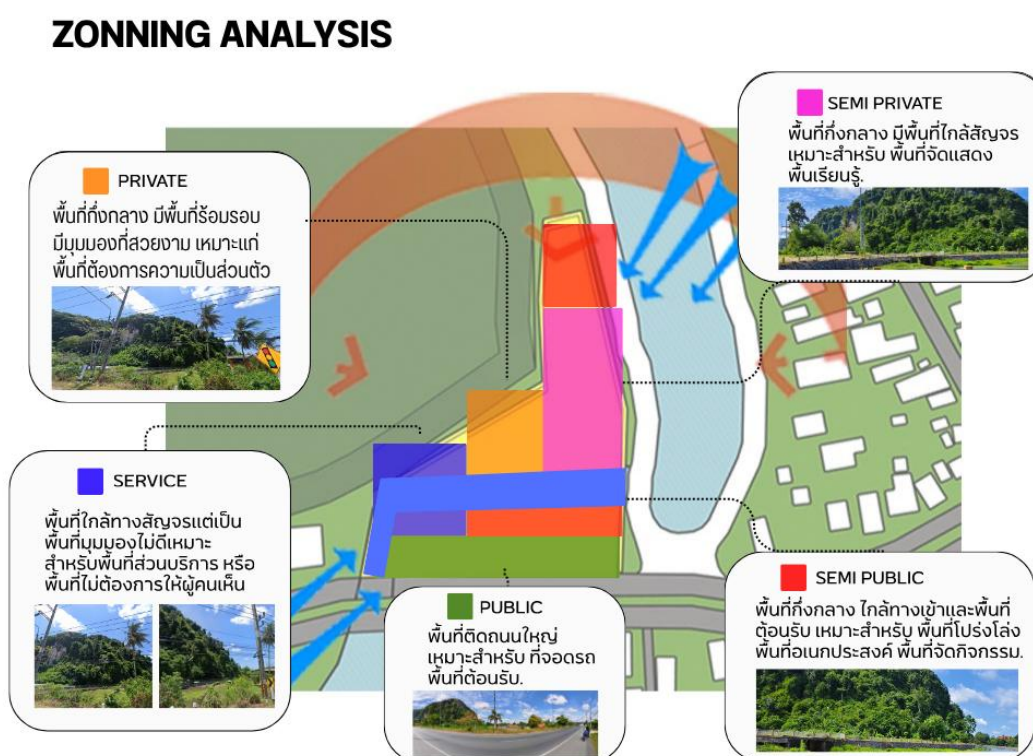 ZONNING ANALYSIS
PRIVATE
พื้นที่กึ่งกลาง มีพื้นที่ร้อมรอบ
มีมุมมองที่สวยงาม เหมาะแก่
พื้นที่ต้องการความเป็นส่วนตัว
SEMI PRIVATE
พื้นที่กึ่งกลาง มีพื้นที่ไกล้สัญจร
เหมาะสำหรับ พื้นที่จัดแสดง
พื้นเรียนรู้.
SERVICE
พื้นที่ใกล้ทางสัญจรแต่เป็น
พื้นที่มุมมองไม่ดีเหมาะ
สำหรับพื้นที่ส่วนบริการ หรือ
พื้นที่ไม่ต้องการให้ผู้คนเห็น
PUBLIC
พื้นที่ติดถนนใหญ่
เหมาะสำหรับ ที่จอดรถ
พื้นที่ต้อนรับ.
SEMI PUBLIC
พื้นที่กึ่งกลาง ไกล้ทางเข้าและพื้นที่
ต้อนรับ เหมาะสำหรับ พื้นที่โปร่งโล่ง
พื้นที่อเนกประสงค์ พื้นที่จัดกิจกรรม.